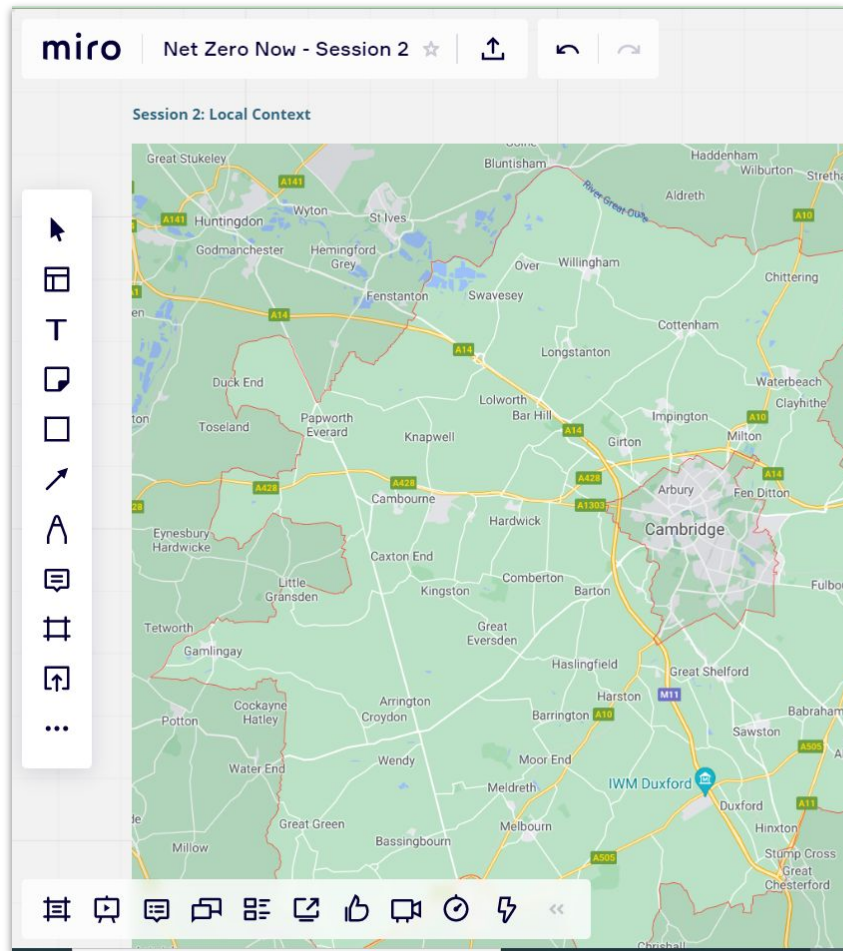 miro
Net Zero Now - Session 2
Session 2: Local Context
Great Stukeley
Bluntisham
Haddenham
Wilburton
A141
Aldreth
River Great Ouse
A141
Huntingdon
Wyton
St Ives
A10
Godmanchester
Hemingford
Grey
Over
Willingham
Chittering
Fenstanton
Swavesey
A14
Cottenham
A14
Longstanton
Duck End
Waterbeach
Lolworth
Clayhithe
Toseland
Papworth
Everard
Bar Hill
Impington
A10
Knapwell
A14
Girton
Milton
A428
A428
A428
A14
Cambourne
Arbury
Fen Ditton
A1303
Hardwick
Cambridge
Eynesbury
Hardwicke
Caxton End
Little
Gransden
Kingston
Comberton
Barton
Tetworth
Great
Eversden
Gamlingay
Haslingfield
Great Shelford
M11
Harston
Cockayne
Hatley
Arrington
Croydon
Barrington
A10
Babraham
Potton
Sawston
A505
Wendy
Moor End
Water End
IWM Duxford
Meldreth
Duxford
A11
Great Green
Melbourn
Hinxton
Bassingbourn
Millow
A505
Stump Cross
Great
Chesterford
Chrishall